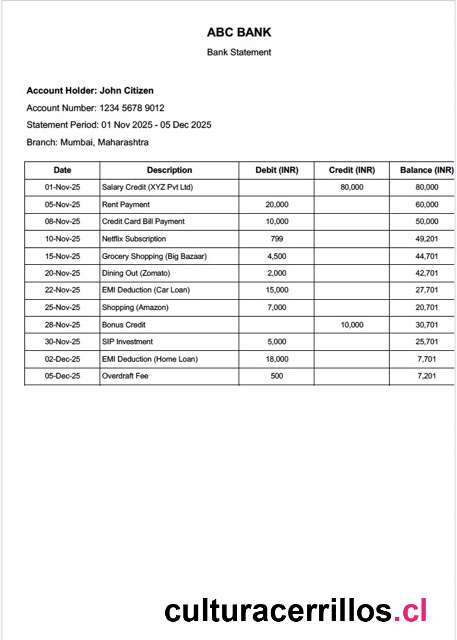 ABC BANK
Bank Statement
Account Holder: John Citizen
Account Number: 1234 5678 9012
Statement Period: 01 Nov 2025 - 05 Dec 2025
Branch: Mumbai, Maharashtra
Date Description Debit (INR) Credit (INR) Balance (INR)
01-Nov-25 Salary Credit (XYZ Pvt Ltd) 80,000 80,000
05-Nov-25 Rent Payment 20,000 60,000
08-Nov-25 Credit Card Bill Payment 10,000 50,000
10-Nov-25 Netflix Subscription 799 49,201
15-Nov-25 Grocery Shopping (Big Bazaar) 4,500 44,701
20-Nov-25 Dining Out (Zomato) 2,000 42,701
22-Nov-25 EMI Deduction (Car Loan) 15,000 27,701
25-Nov-25 Shopping (Amazon) 7,000 20,701
28-Nov-25 Bonus Credit 10,000 30,701
30-Nov-25 SIP Investment 5,000 25,701
02-Dec-25 EMI Deduction (Home Loan) 18,000 7,701
05-Dec-25 Overdraft Fee 500 7,201
culturacerrillos.cl